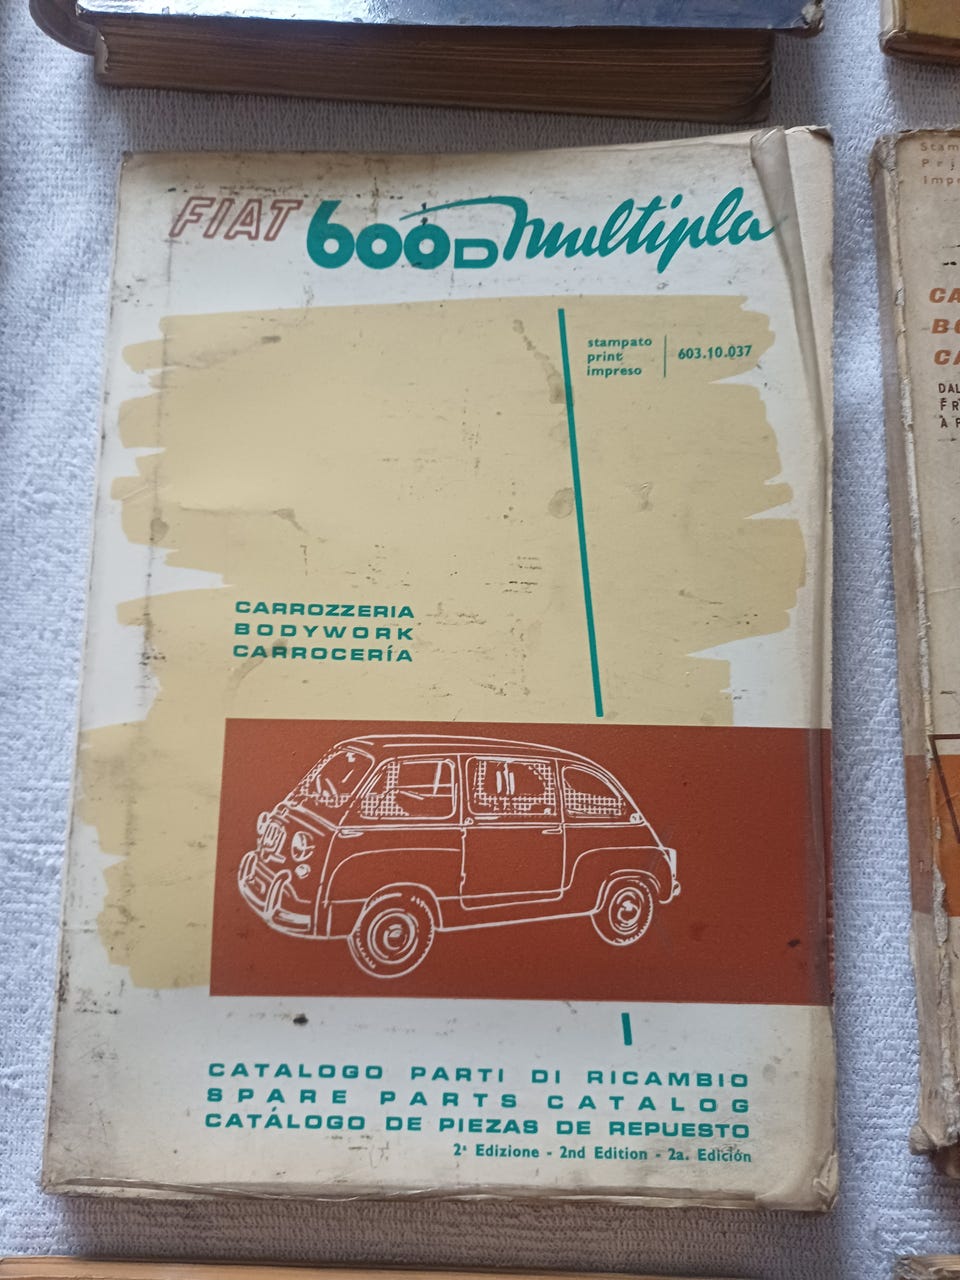 FIAT 600D multipla
stampato
print
impreso
603.10.037
CARROZZERIA
BODYWORK
CARROCERÍA
CATALOGO PARTI DI RICAMBIO
SPARE PARTS CATALOG
CATÁLOGO DE PIEZAS DE REPUESTO
2ª Edizione - 2nd Edition - 2a. Edición